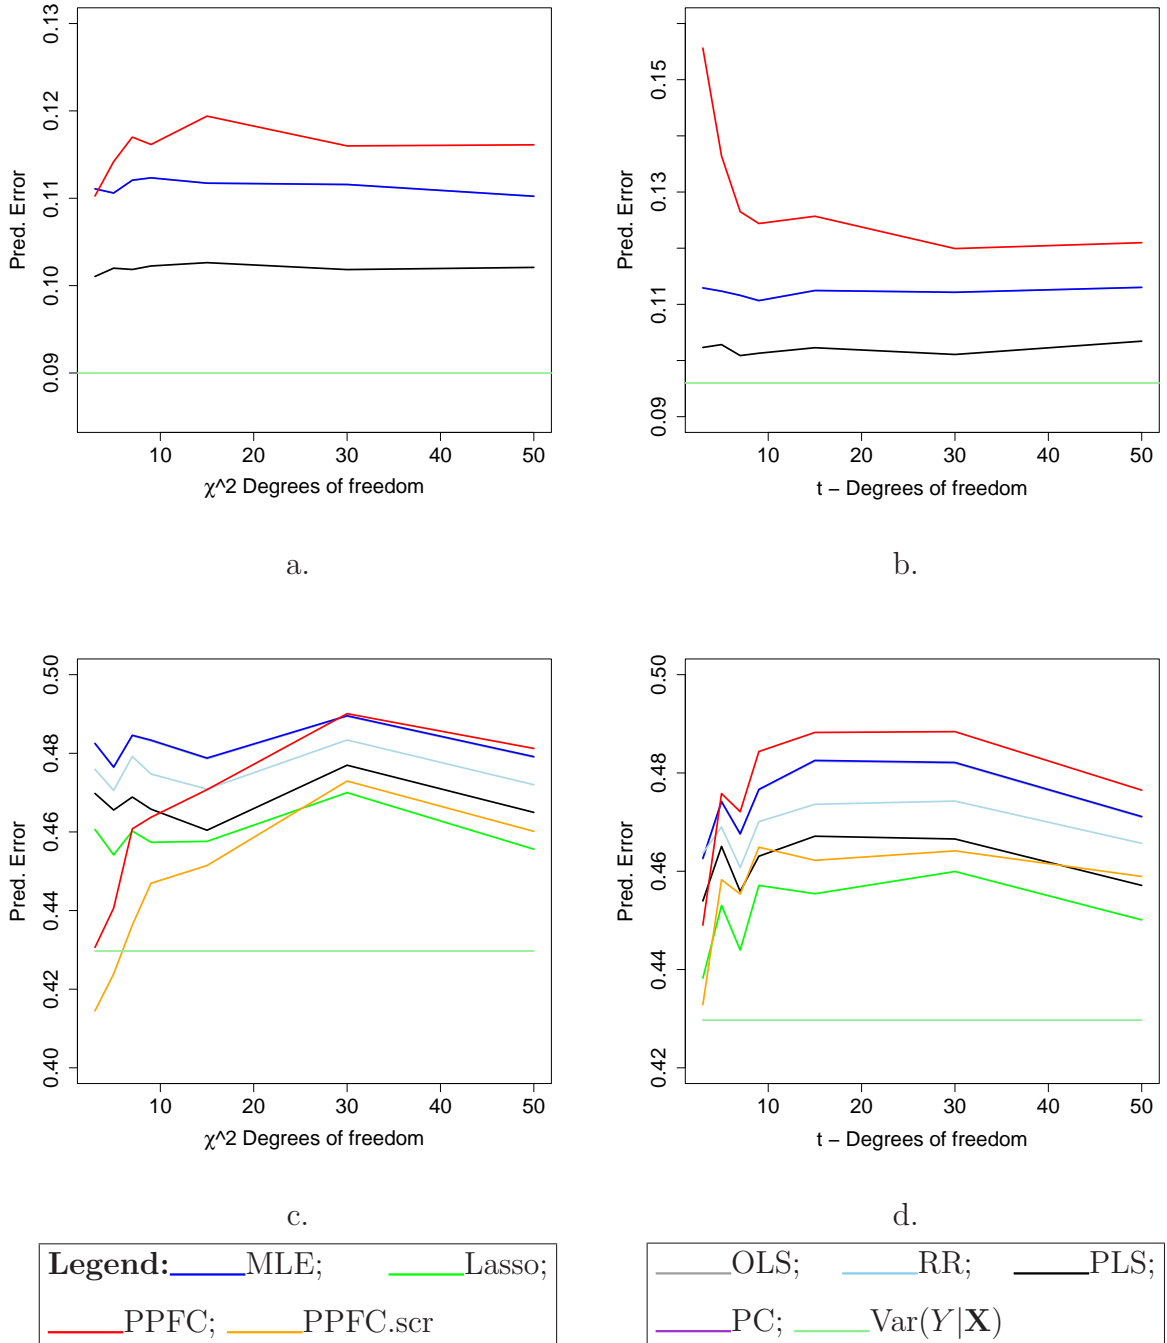 0.13
0.12
0.11
0.10
0.09
Pred. Error
10 20 30 40 50
χ^2 Degrees of freedom
a.
0.15
0.13
0.11
0.09
Pred. Error
10 20 30 40 50
t − Degrees of freedom
b.
0.50
0.48
0.46
0.44
0.42
0.40
Pred. Error
10 20 30 40 50
χ^2 Degrees of freedom
c.
0.50
0.48
0.46
0.44
0.42
Pred. Error
10 20 30 40 50
t − Degrees of freedom
d.
Legend: MLE; Lasso;
PPFC; PPFC.scr
OLS; RR; PLS;
PC; Var(Y|X)